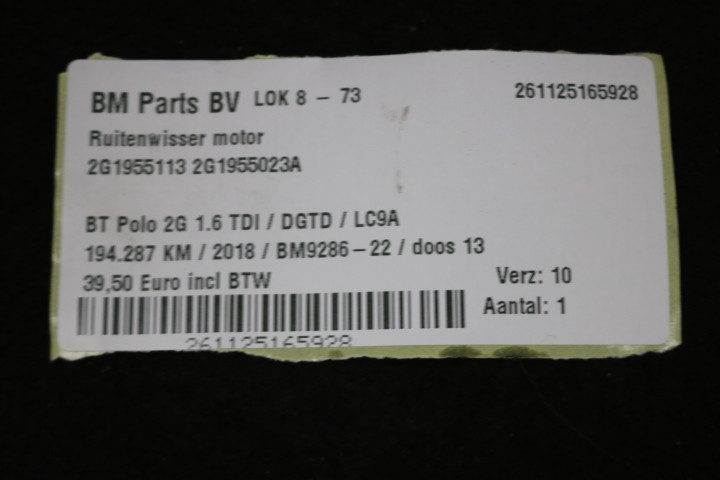 BM Parts BV LOK 8 - 73 261125165928
Ruitenwisser motor
2G1955113 2G1955023A
BT Polo 2G 1.6 TDI / DGTD / LC9A
194.287 KM / 2018 / BM9286-22 / doos 13
39,50 Euro incl BTW Verz: 10
Aantal: 1
261125165928